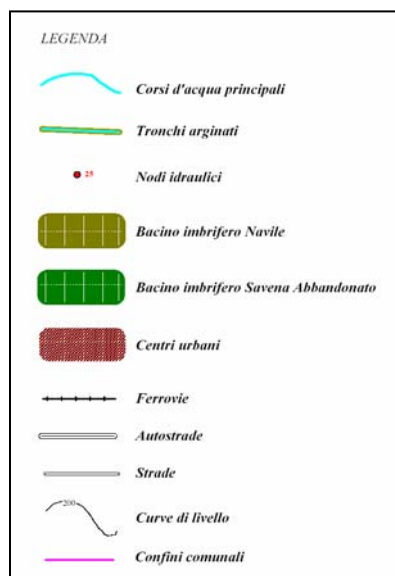 LEGENDA
Corsi d'acqua principali
Tronchi arginati
25 Nodi idraulici
Bacino imbrifero Navile
Bacino imbrifero Savena Abbandonato
Centri urbani
Ferrovie
Autostrade
Strade
200 Curve di livello
Confini comunali